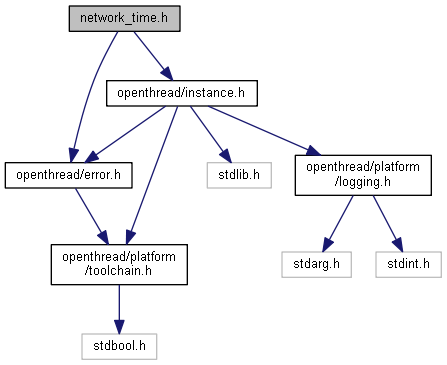 network_time.h
openthread/instance.h
openthread/error.h
stdlib.h
openthread/platform
/logging.h
openthread/platform
/toolchain.h
stdarg.h
stdint.h
stdbool.h